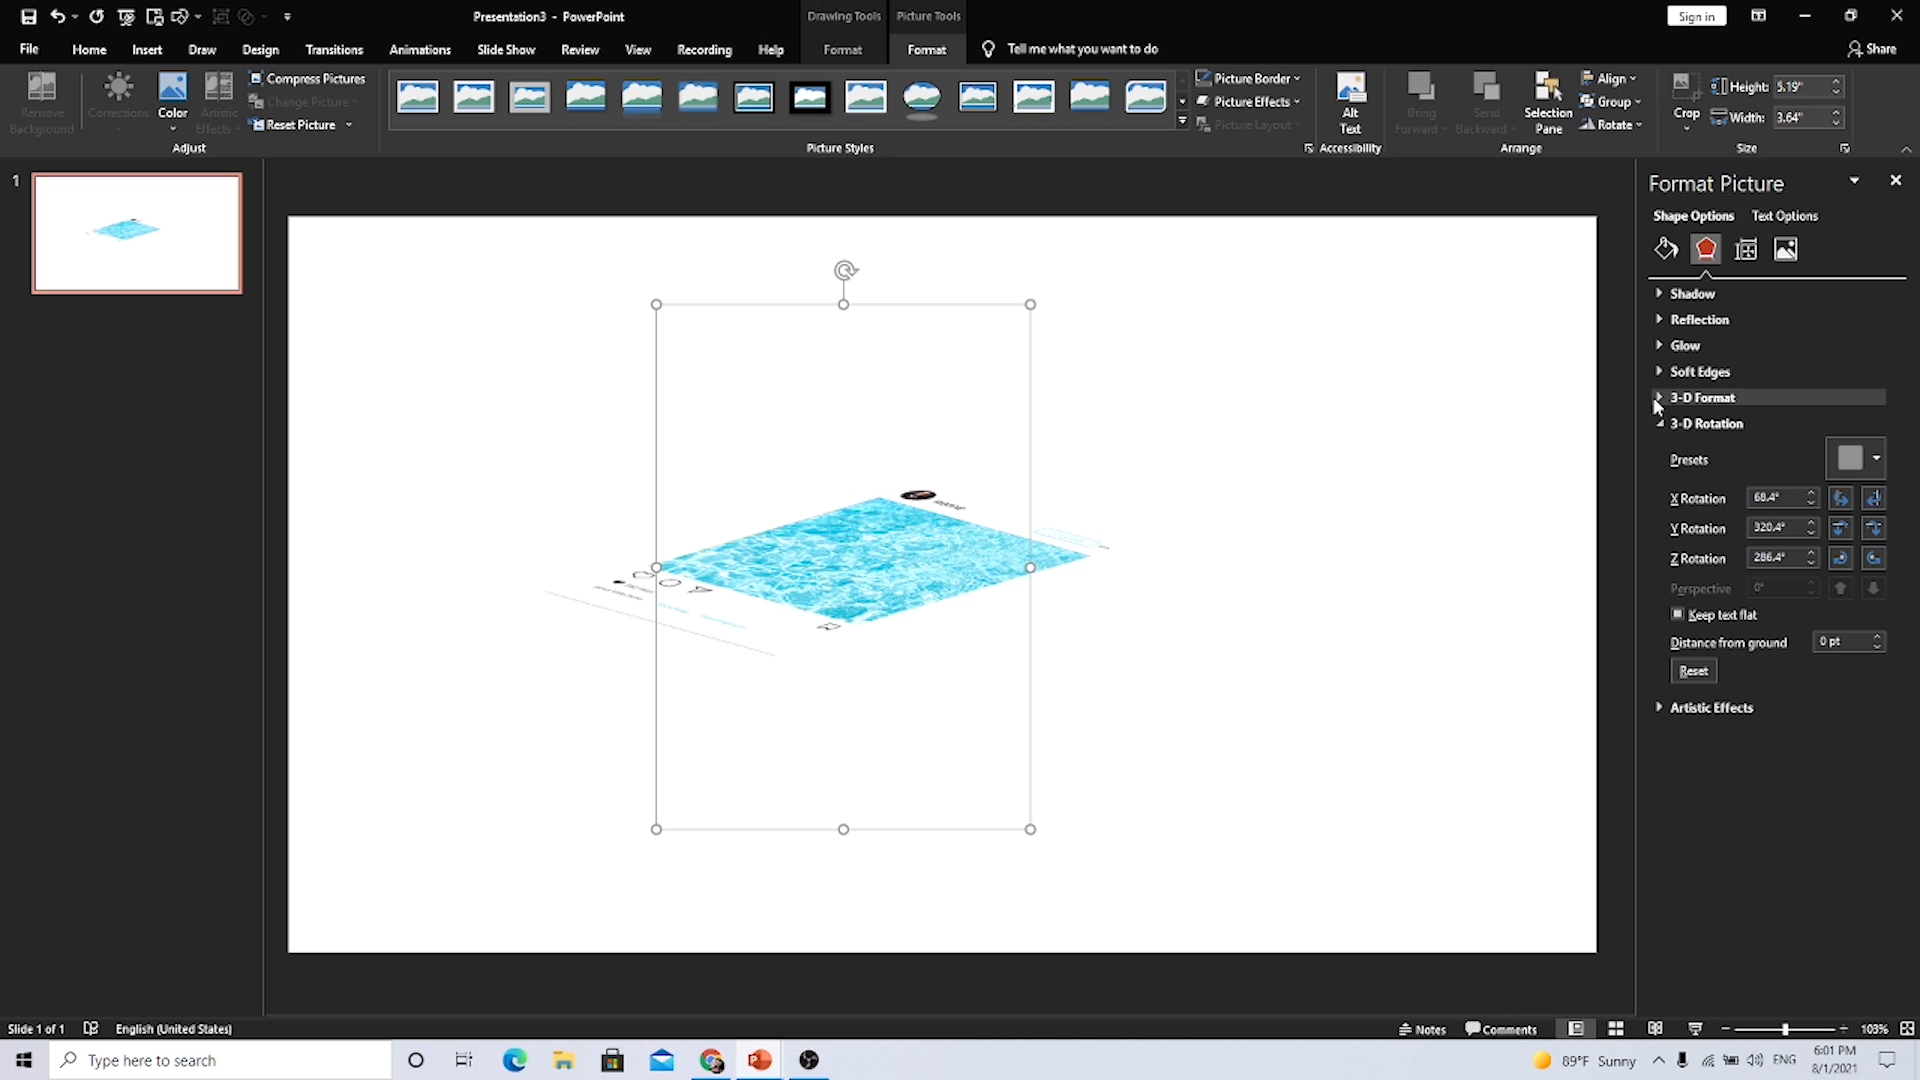 Presentation3 - PowerPoint
Drawing Tools
Picture Tools
Sign in
File
Home
Insert
Draw
Design
Transitions
Animations
Slide Show
Review
View
Recording
Help
Format
Format
Tell me what you want to do
Share
Remove Background
Corrections
Color
Artistic Effects
Compress Pictures
Change Picture
Reset Picture
Adjust
Picture Styles
Picture Border
Picture Effects
Picture Layout
Alt Text
Accessibility
Bring Forward
Send Backward
Selection Pane
Align
Group
Rotate
Arrange
Crop
Height: 5.19"
Width: 3.64"
Size
1
Format Picture
Shape Options
Text Options
Shadow
Reflection
Glow
Soft Edges
3-D Format
3-D Rotation
Presets
X Rotation 68.4°
Y Rotation 320.4°
Z Rotation 286.4°
Perspective 0°
Keep text flat
Distance from ground 0 pt
Reset
Artistic Effects
Slide 1 of 1
English (United States)
Notes
Comments
103%
Type here to search
89°F Sunny
ENG
6:01 PM
8/1/2021